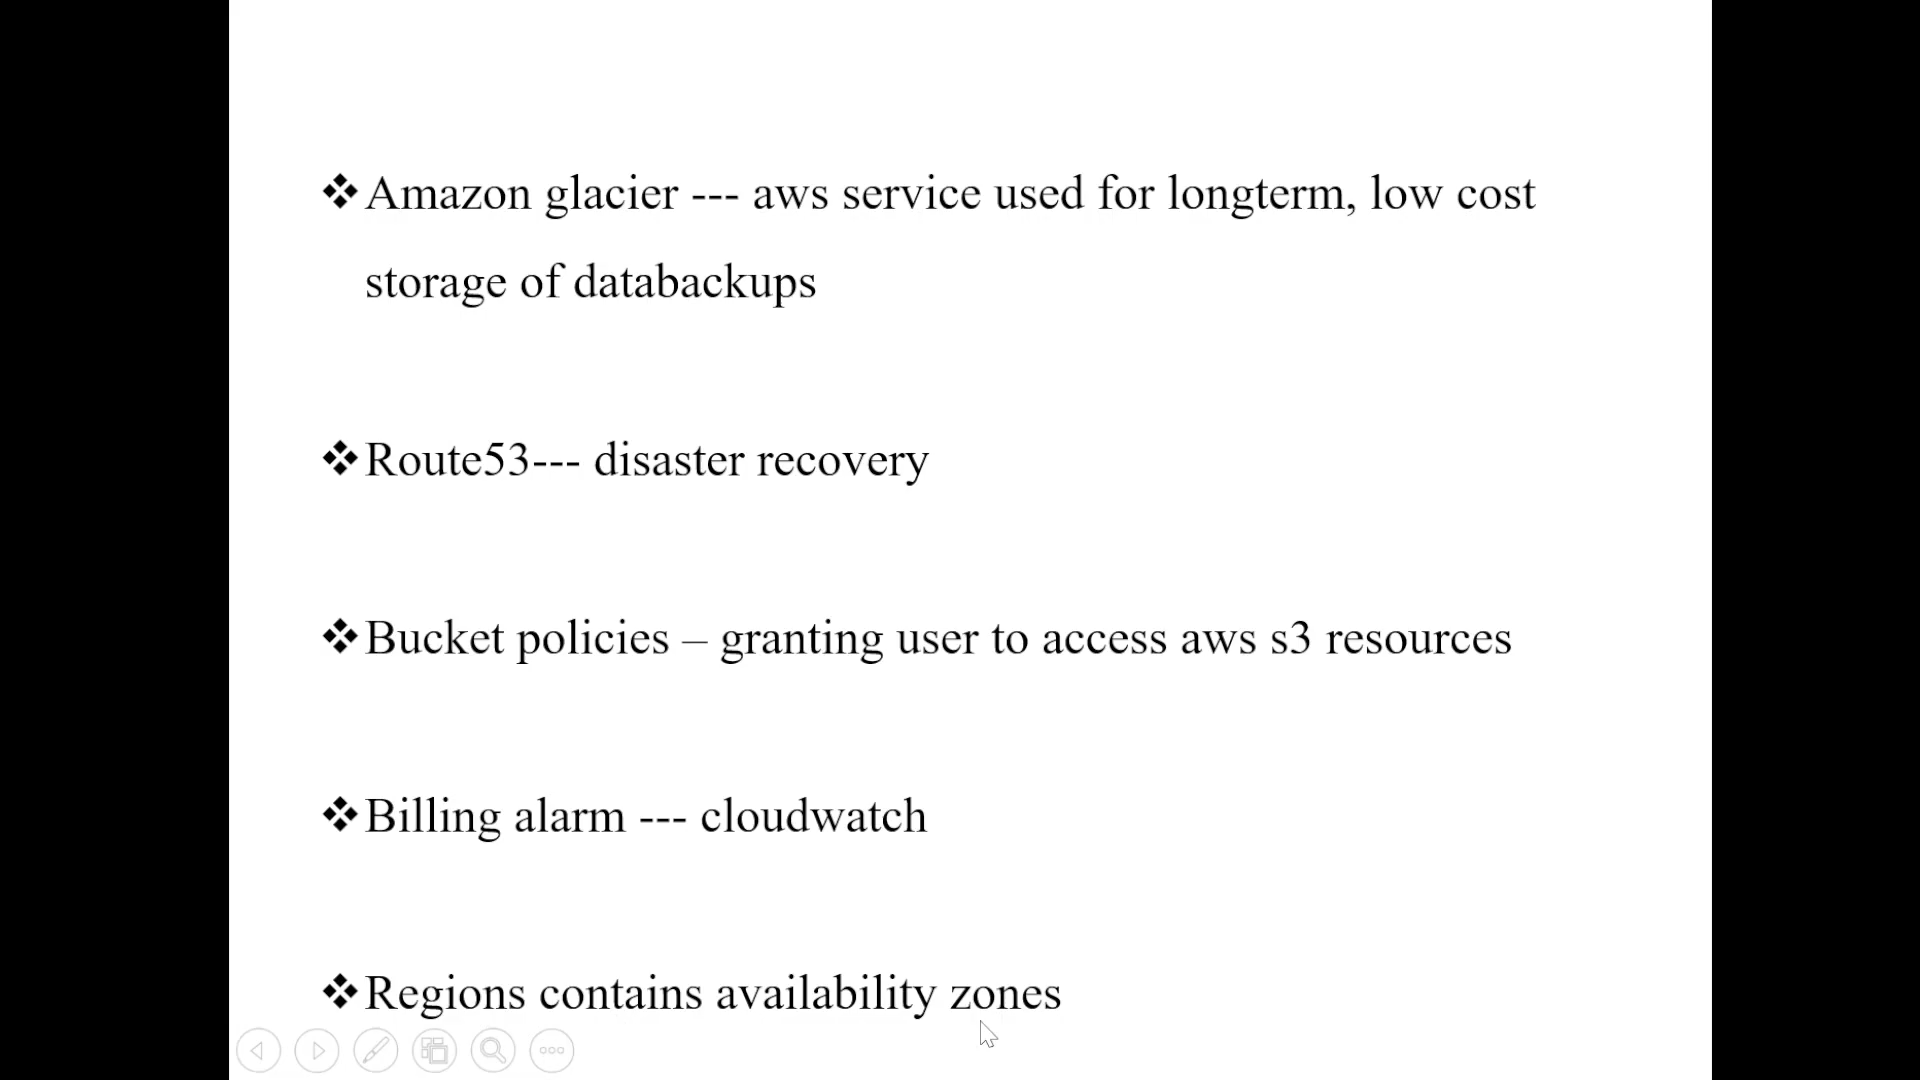 ❖Amazon glacier --- aws service used for longterm, low cost
storage of databackups
❖Route53--- disaster recovery
❖Bucket policies – granting user to access aws s3 resources
❖Billing alarm --- cloudwatch
❖Regions contains availability zones